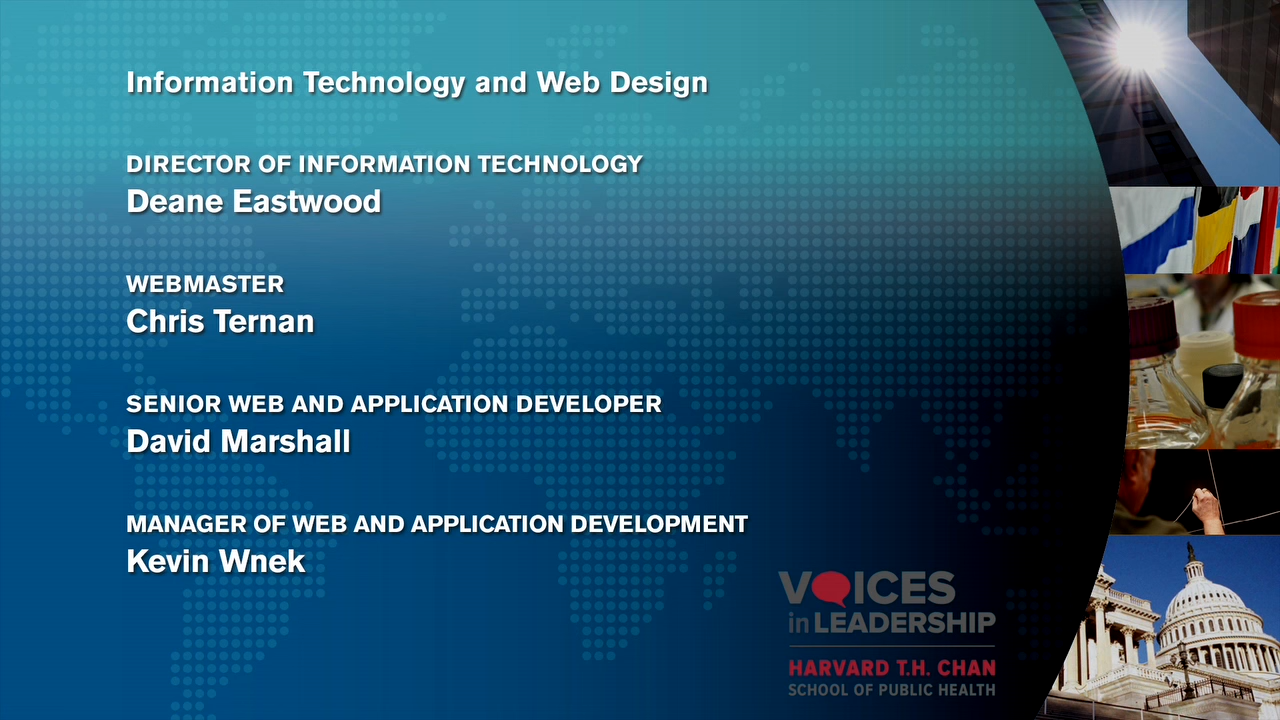 Information Technology and Web Design
DIRECTOR OF INFORMATION TECHNOLOGY
Deane Eastwood
WEBMASTER
Chris Ternan
SENIOR WEB AND APPLICATION DEVELOPER
David Marshall
MANAGER OF WEB AND APPLICATION DEVELOPMENT
Kevin Wnek
VOICES
in LEADERSHIP
HARVARD T.H. CHAN
SCHOOL OF PUBLIC HEALTH